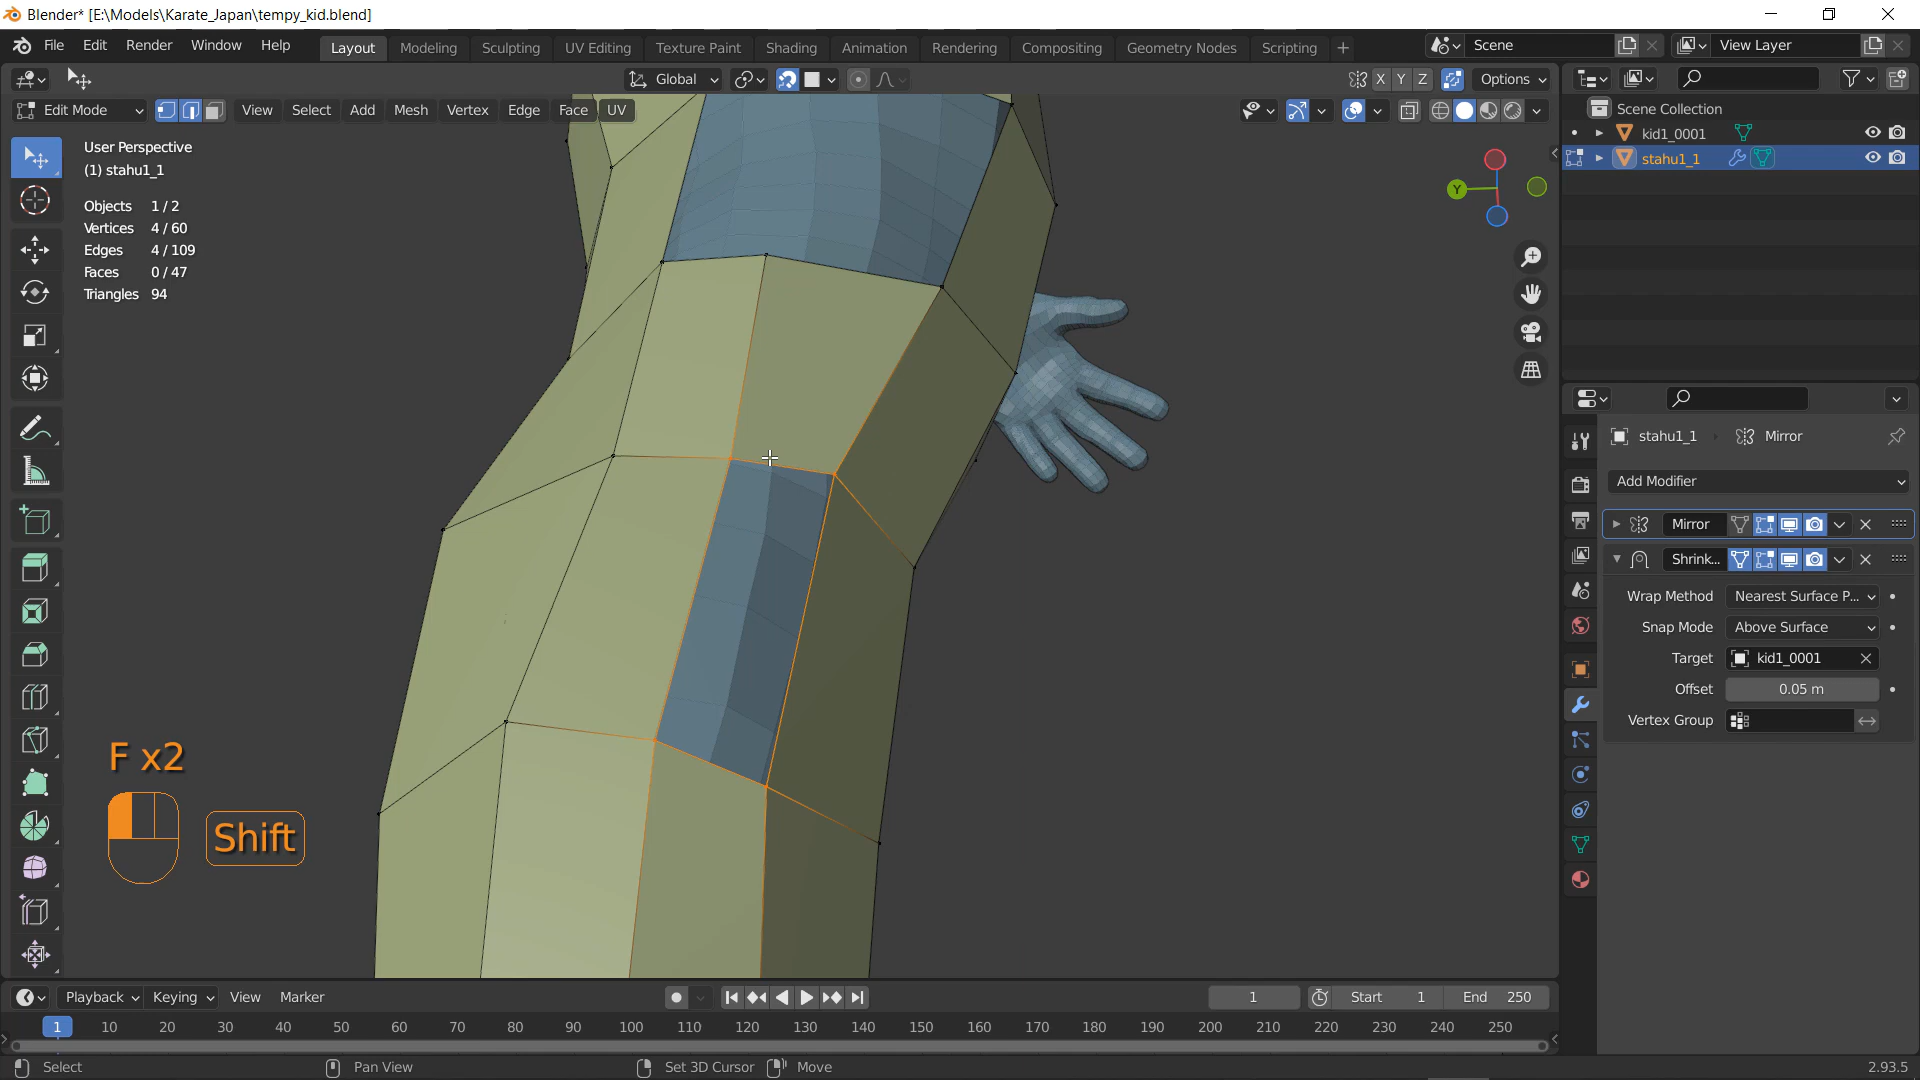 Blender* [E:\Models\Karate_Japan\tempy_kid.blend]
File Edit Render Window Help Layout Modeling Sculpting UV Editing Texture Paint Shading Animation Rendering Compositing Geometry Nodes Scripting + Scene View Layer
Global X Y Z Options
Edit Mode View Select Add Mesh Vertex Edge Face UV
Scene Collection
kid1_0001
stahu1_1
User Perspective
(1) stahu1_1
Objects 1 / 2
Vertices 4 / 60
Edges 4 / 109
Faces 0 / 47
Triangles 94
Y
stahu1_1 Mirror
Add Modifier
Mirror
Shrink...
Wrap Method Nearest Surface P...
Snap Mode Above Surface
Target kid1_0001
Offset 0.05 m
Vertex Group
F x2
Shift
Playback Keying View Marker 1 Start 1 End 250
1 10 20 30 40 50 60 70 80 90 100 110 120 130 140 150 160 170 180 190 200 210 220 230 240 250
Select Pan View Set 3D Cursor Move 2.93.5